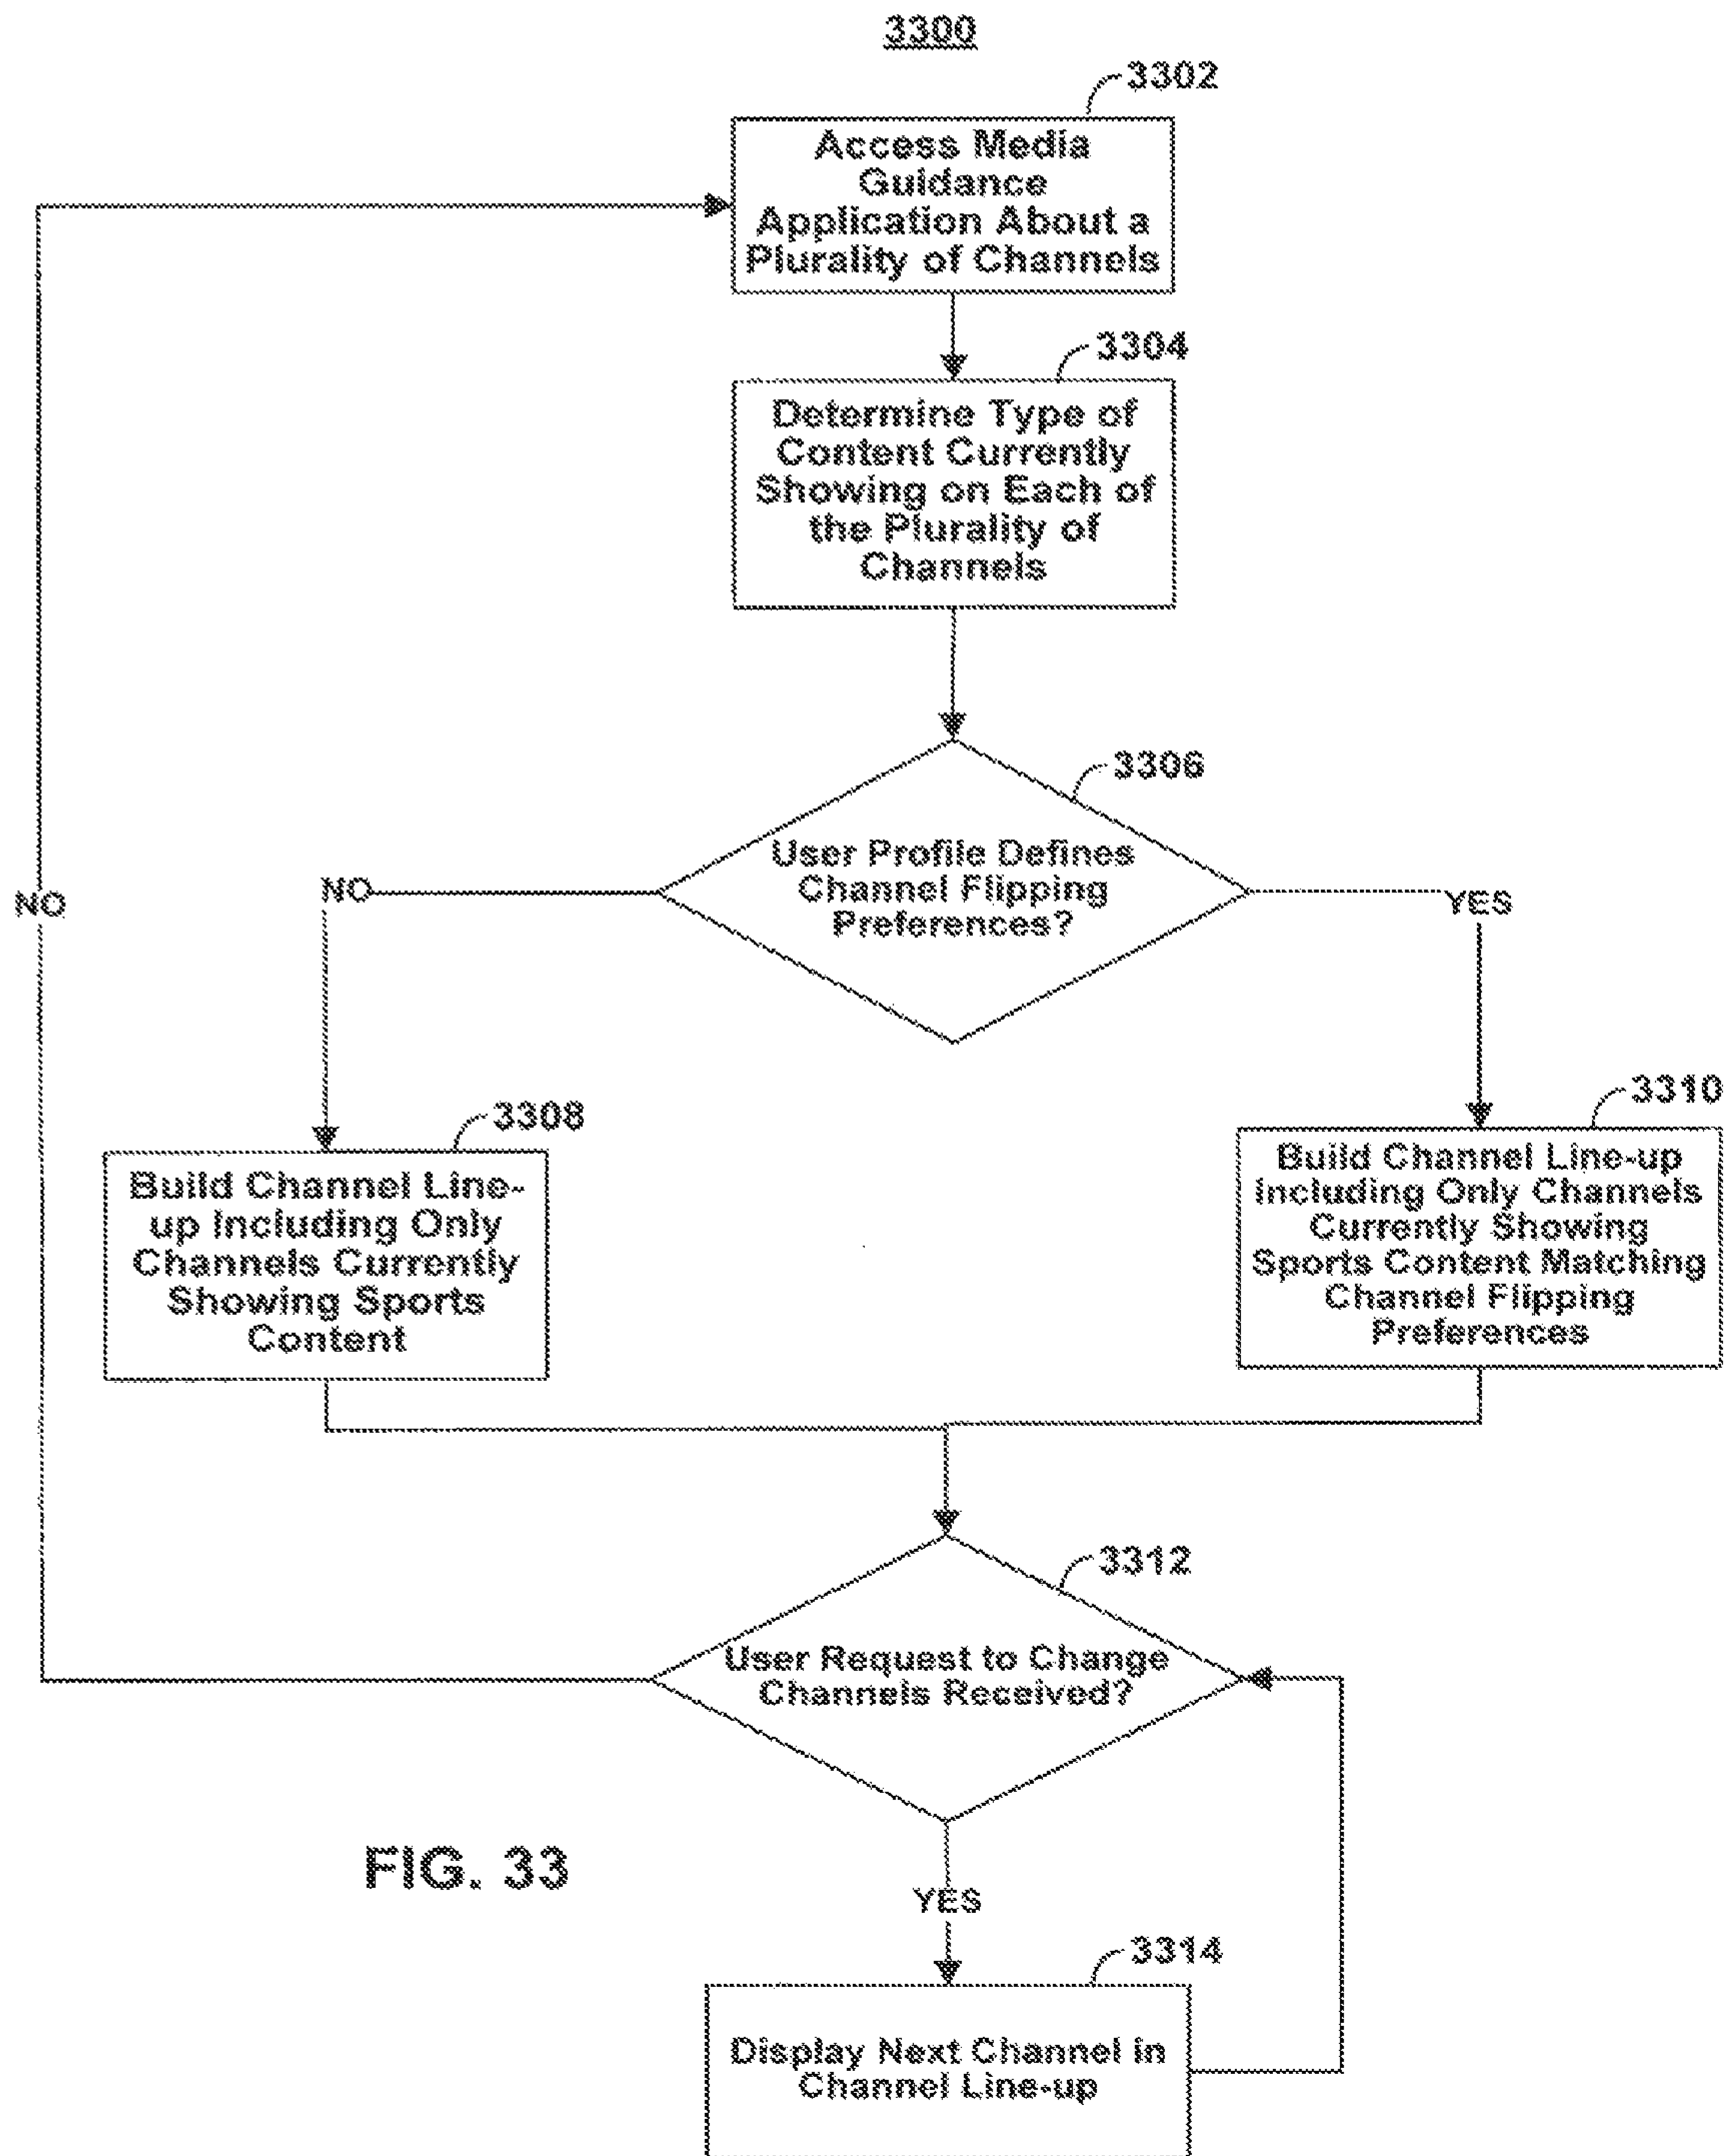 3300
3302
Access Media
Guidance
Application About a
Plurality of Channels
3304
Determine Type of
Content Currently
Showing on Each of
the Plurality of
Channels
3306
User Profile Defines
Channel Flipping
Preferences?
NO
NO
YES
3308
Build Channel Line-
up Including Only
Channels Currently
Showing Sports
Content
3310
Build Channel Line-up
Including Only Channels
Currently Showing
Sports Content Matching
Channel Flipping
Preferences
3312
User Request to Change
Channels Received?
FIG. 33
YES
3314
Display Next Channel in
Channel Line-up